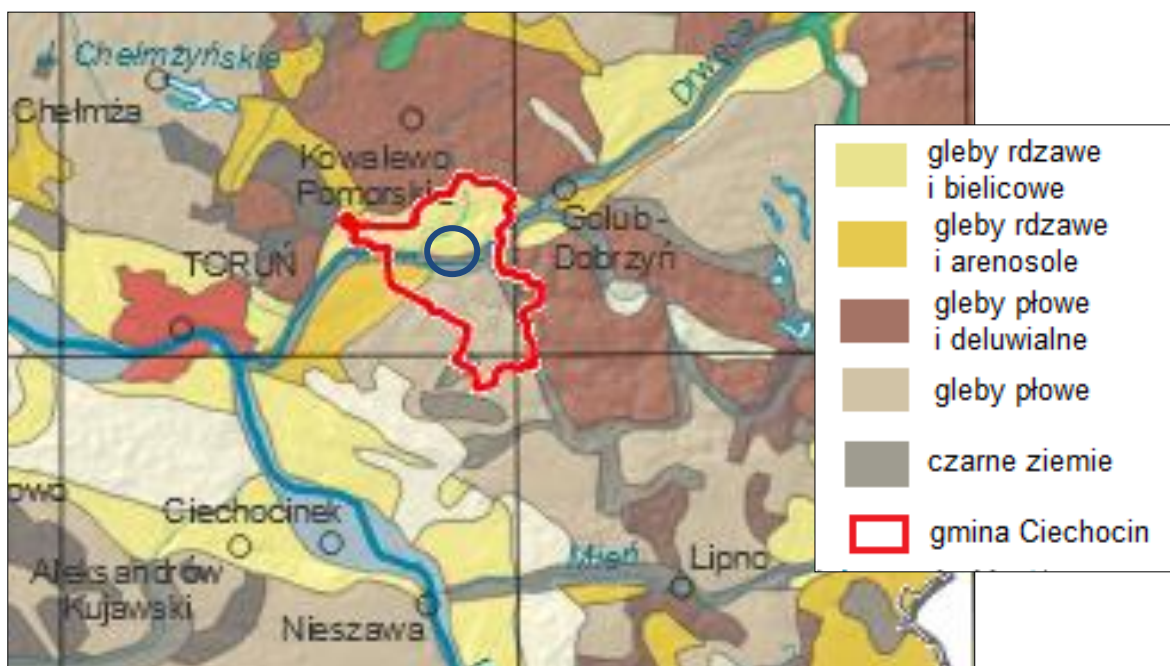 Chełmżyńskie
Chełmża
Drwęca
Kowalewo
Pomorskie
Golub-
Dobrzyń
TORUŃ
owo
Ciechocinek
Aleksandrów
Kujawski
Nieszawa
Mień
Lipno
gleby rdzawe
i bielicowe
gleby rdzawe
i arenosole
gleby płowe
i deluwialne
gleby płowe
czarne ziemie
gmina Ciechocin